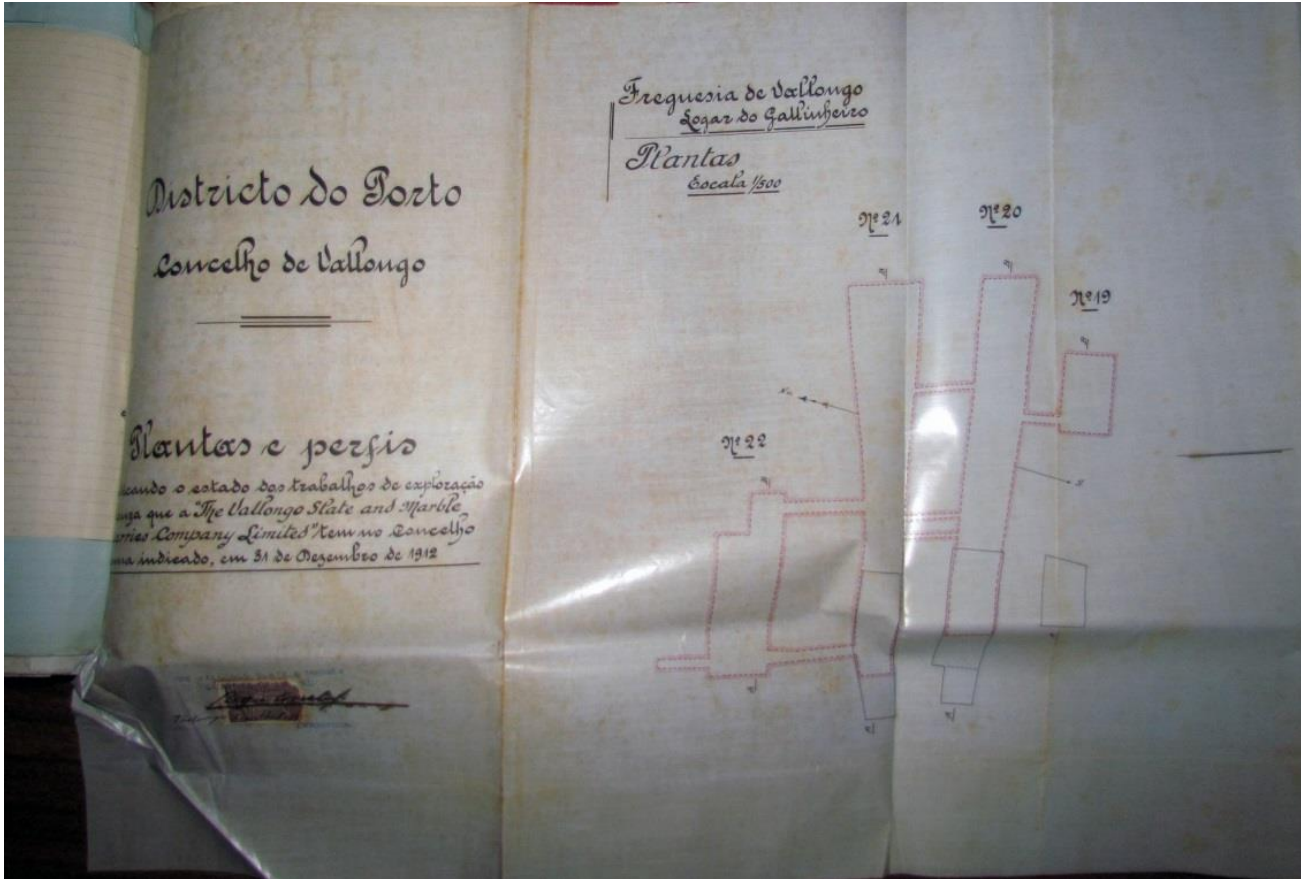 Districto do Porto
Concelho de Vallongo
Plantas e perfis
icando o estado dos trabalhos de exploração
que a "The Vallongo Slate and Marble
Company Limited" tem no Concelho
indicado, em 31 de Dezembro de 1912
Freguesia de Vallongo
Logar do Gallinheiro
Plantas
Escala 1/500
Nº 21
Nº 20
Nº 19
Nº 22